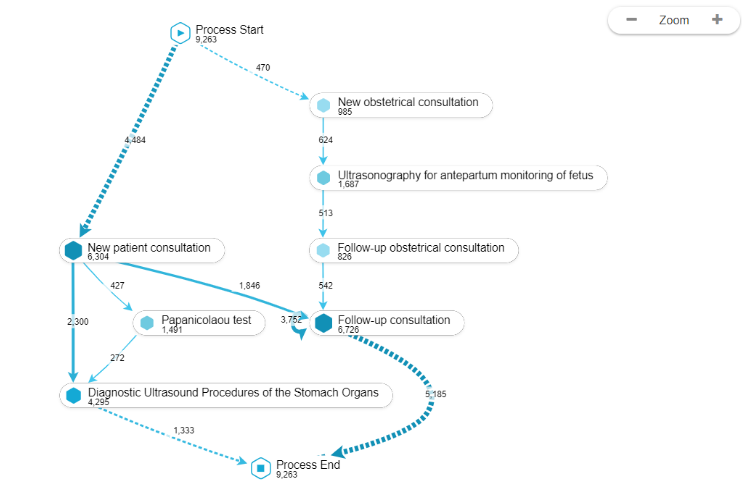 Zoom
Process Start
9,263
470
New obstetrical consultation
985
4,484
624
Ultrasonography for antepartum monitoring of fetus
1,687
513
New patient consultation
6,304
Follow-up obstetrical consultation
826
427
1,846
542
2,300
Papanicolaou test
1,491
3,752
Follow-up consultation
6,726
272
Diagnostic Ultrasound Procedures of the Stomach Organs
4,295
5,185
1,333
Process End
9,263